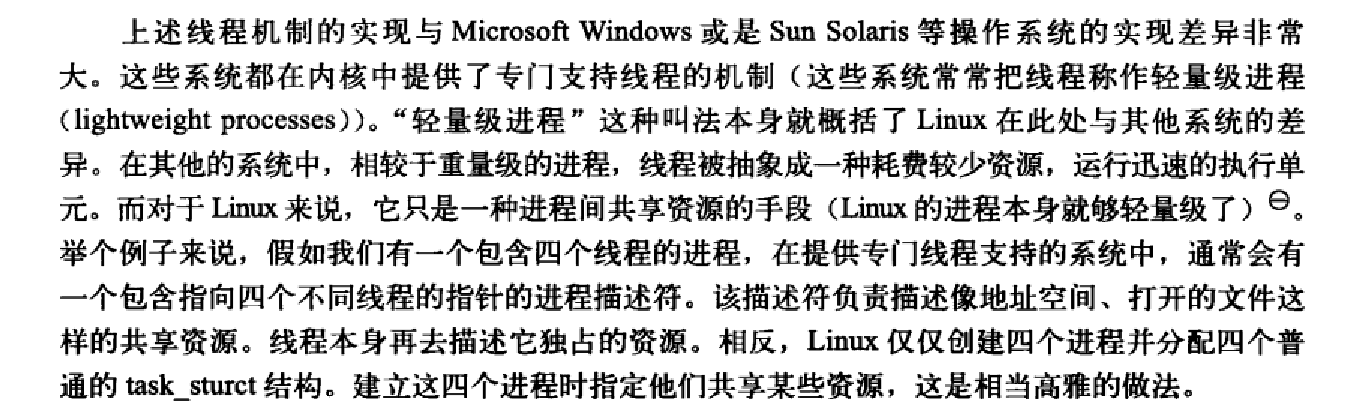 上述线程机制的实现与 Microsoft Windows 或是 Sun Solaris 等操作系统的实现差异非常
大。这些系统都在内核中提供了专门支持线程的机制（这些系统常常把线程称作轻量级进程
（lightweight processes））。“轻量级进程”这种叫法本身就概括了 Linux 在此处与其他系统的差
异。在其他的系统中，相较于重量级的进程，线程被抽象成一种耗费较少资源，运行迅速的执行单
元。而对于 Linux 来说，它只是一种进程间共享资源的手段（Linux 的进程本身就够轻量级了）㊀。
举个例子来说，假如我们有一个包含四个线程的进程，在提供专门线程支持的系统中，通常会有
一个包含指向四个不同线程的指针的进程描述符。该描述符负责描述像地址空间、打开的文件这
样的共享资源。线程本身再去描述它独占的资源。相反，Linux 仅仅创建四个进程并分配四个普
通的 task_sturct 结构。建立这四个进程时指定他们共享某些资源，这是相当高雅的做法。